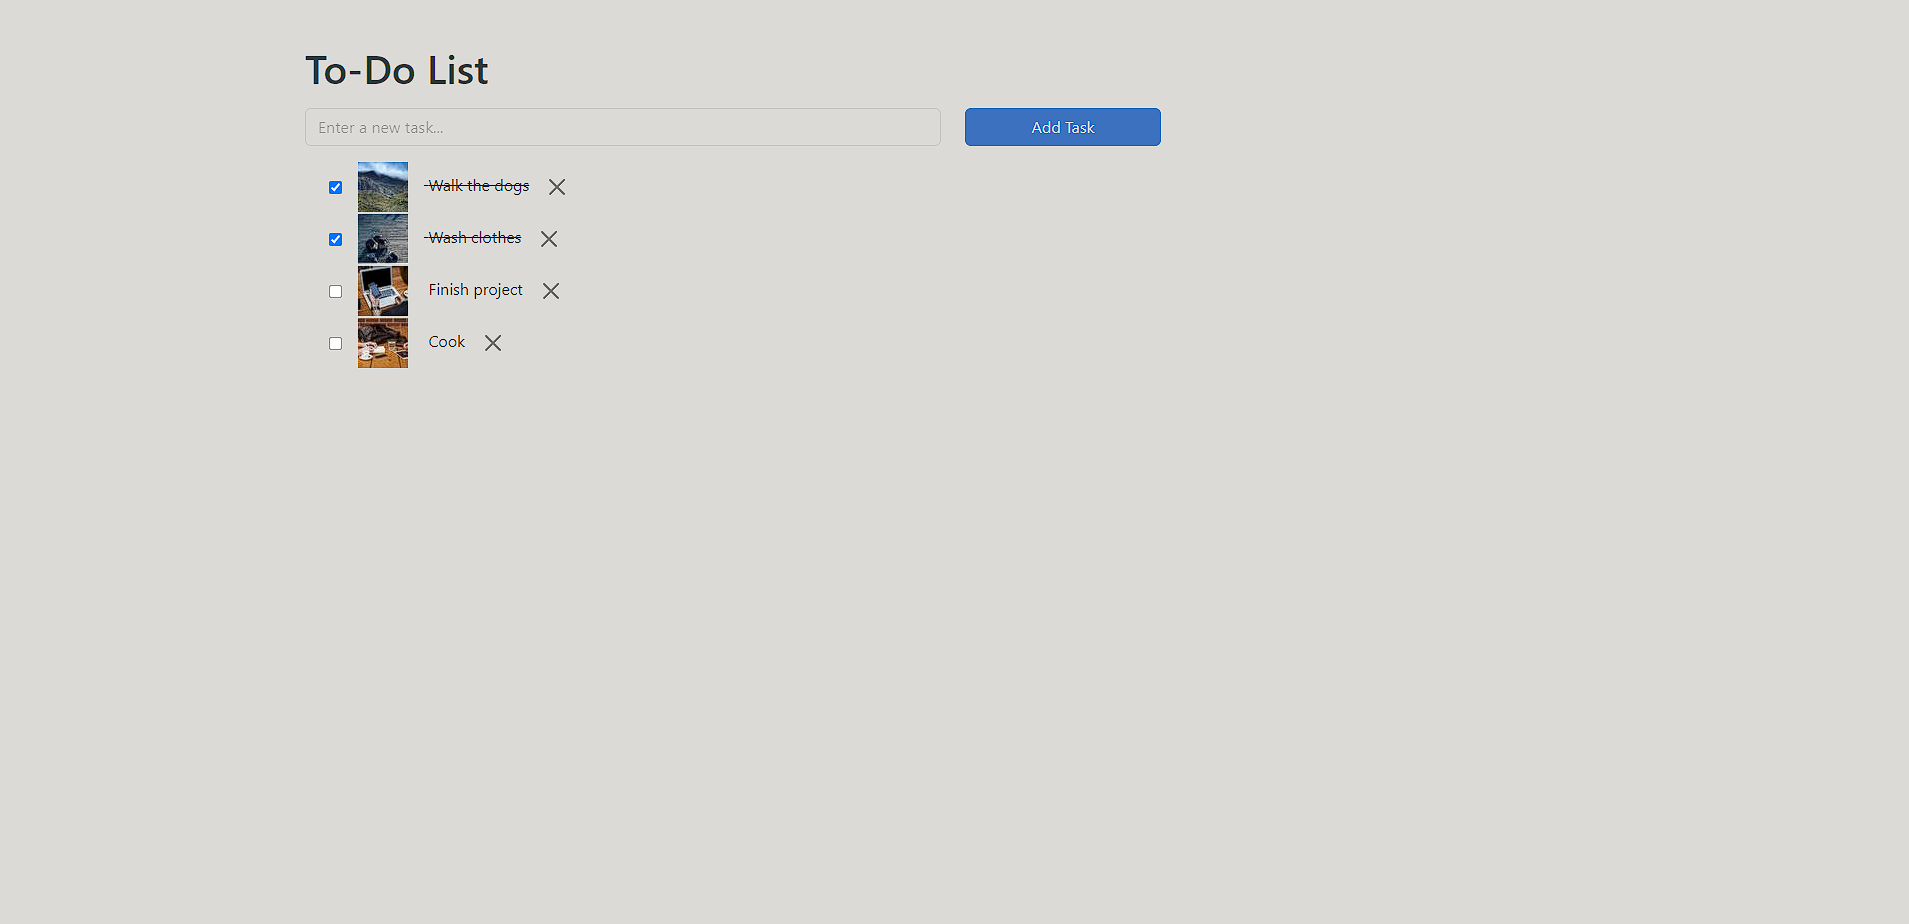 To-Do List
Enter a new task...
Add Task
Walk the dogs
Wash clothes
Finish project
Cook